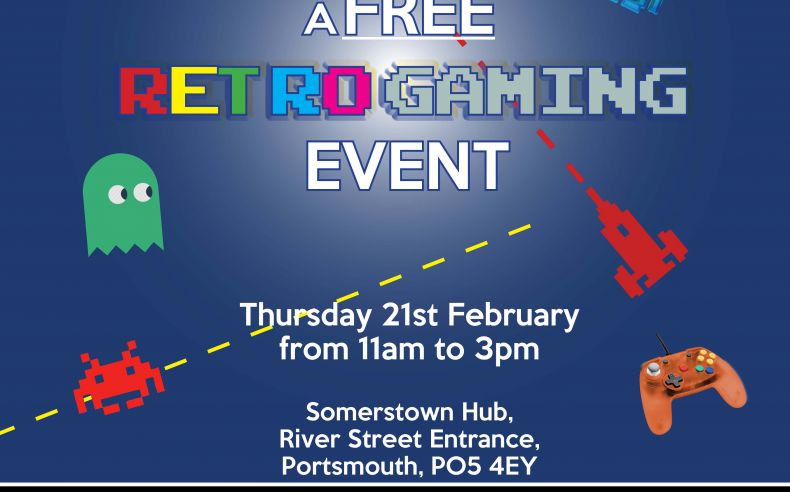 A FREE
RETRO GAMING
EVENT
Thursday 21st February
from 11am to 3pm
Somerstown Hub,
River Street Entrance,
Portsmouth, PO5 4EY